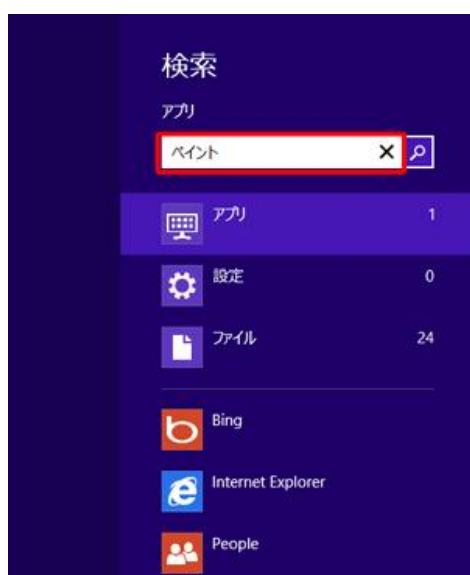 検索
アプリ
ペイント
アプリ 1
設定 0
ファイル 24
Bing
Internet Explorer
People